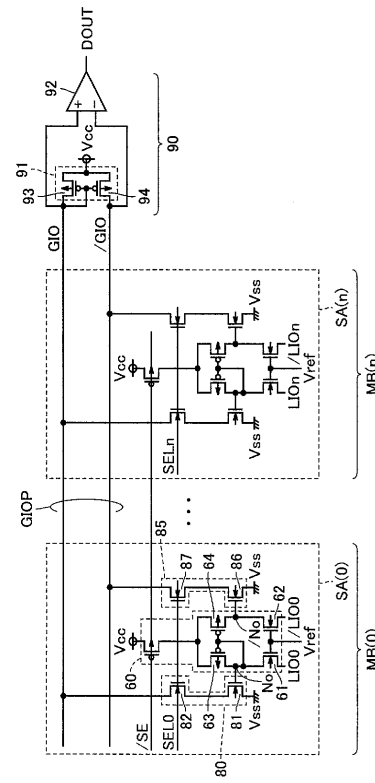 GIOP
GIO
/GIO
91
93
94
Vcc
92
+
−
DOUT
90
/SE
SEL0
60
Vcc
82
81
80
Vss
63
64
No
/No
61
62
LIO0
/LIO0
Vref
85
87
86
Vss
SA(0)
MB(0)
• • •
SELn
Vcc
Vss
Vss
LIOn
/LIOn
Vref
SA(n)
MB(n)